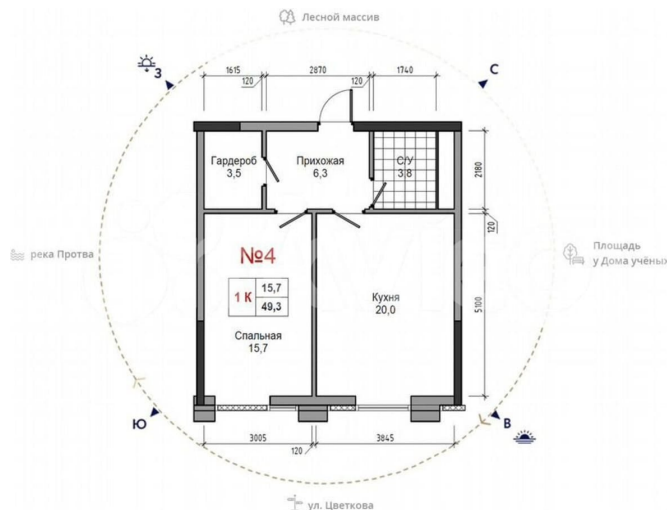 Лесной массив
З
С
1615
2870
1740
120
120
Гардероб
3,5
Прихожая
6,3
С/У
3.8
2180
120
река Протва
Площадь
у Дома учёных
№4
1 К
15,7
49,3
Кухня
20,0
5100
Спальная
15,7
Ю
В
3005
3845
120
ул. Цветкова